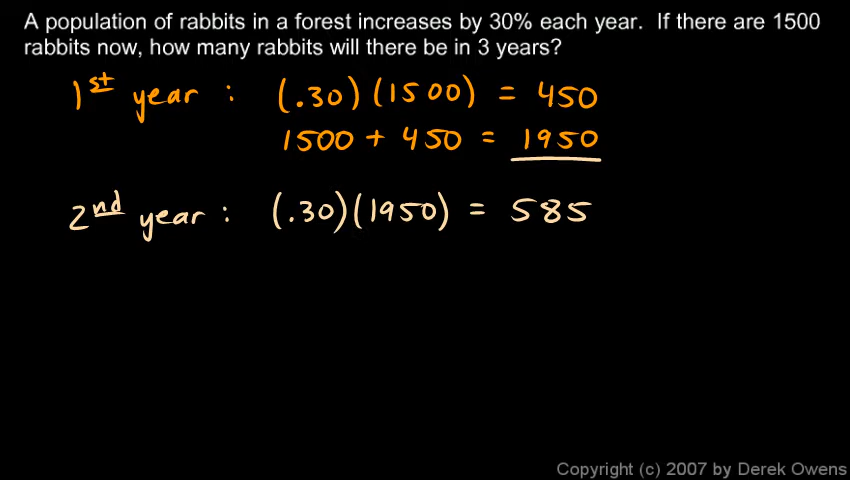 A population of rabbits in a forest increases by 30% each year. If there are 1500
rabbits now, how many rabbits will there be in 3 years?
1st year : (.30)(1500) = 450
1500 + 450 = 1950
2nd year : (.30)(1950) = 585
Copyright (c) 2007 by Derek Owens